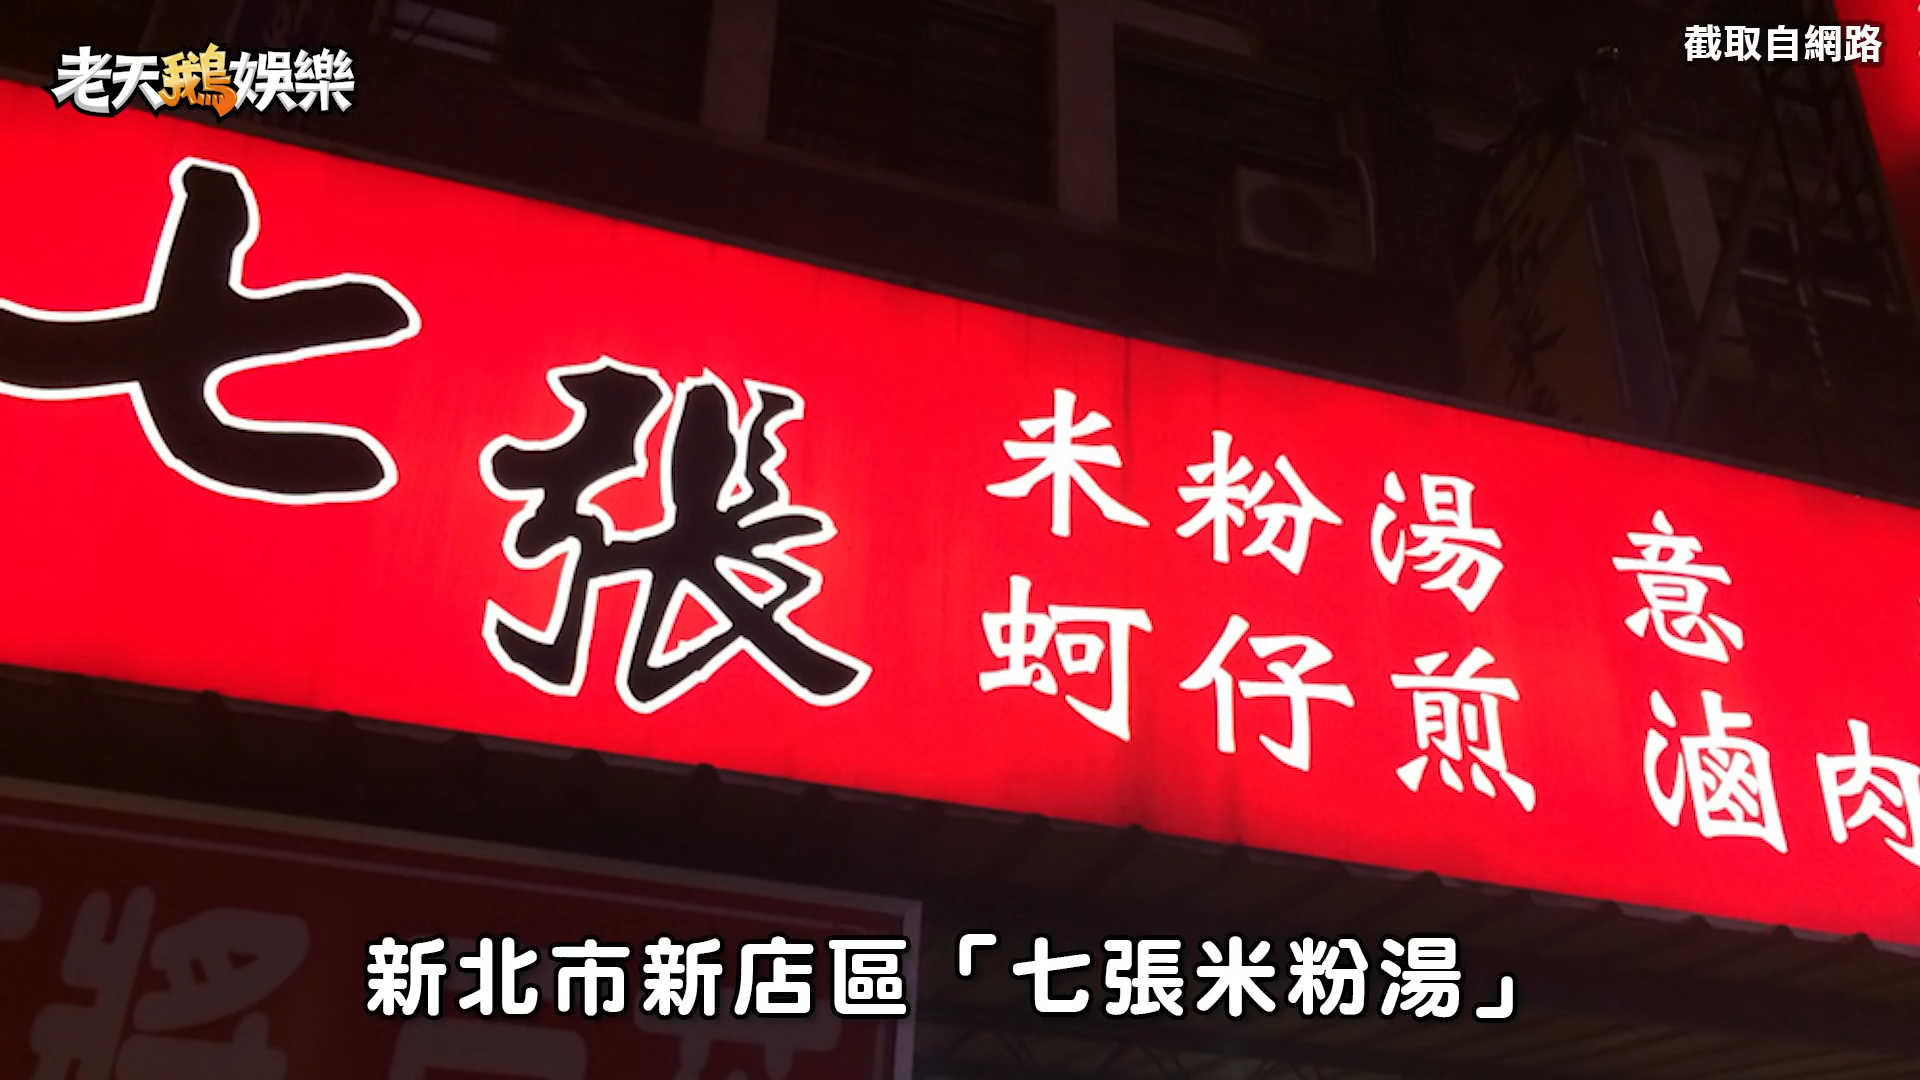 老天鵝娛樂
截取自網路
七張
米粉湯 意
蚵仔煎 滷肉
新北市新店區「七張米粉湯」